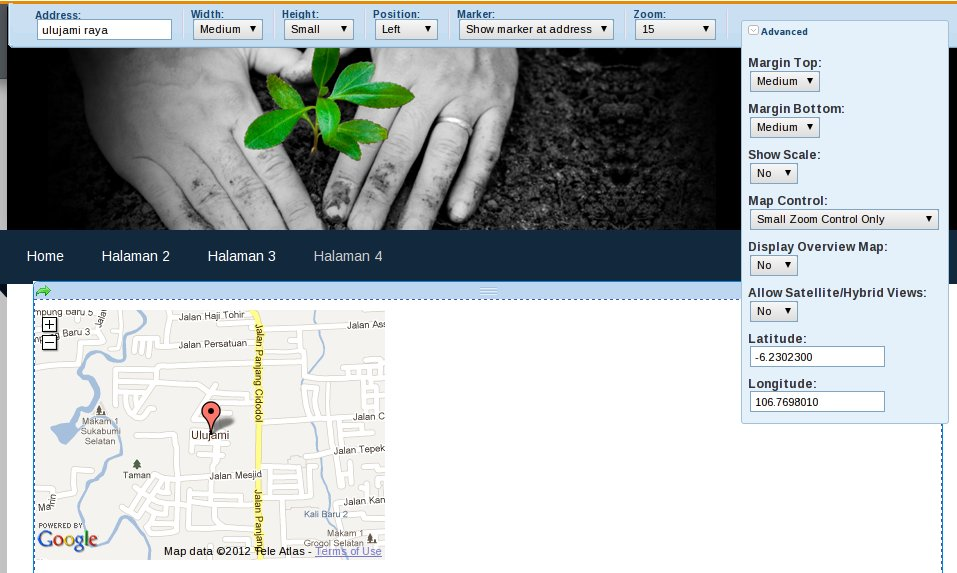 Address: Width: Height: Position: Marker: Zoom:
ulujami raya Medium Small Left Show marker at address 15
Advanced
Margin Top:
Medium
Margin Bottom:
Medium
Show Scale:
No
Map Control:
Small Zoom Control Only
Display Overview Map:
No
Allow Satellite/Hybrid Views:
No
Latitude:
-6.2302300
Longitude:
106.7698010
Home Halaman 2 Halaman 3 Halaman 4
mpung Baru 5
Jalan
Jalan Haji Tohir
Jalan Ass
mpung Baru 3
Jalan Persatuan
Jalan Panjang Cidodol
Makam 1
Sukabumi
Selatan
Ulujami
Jalan C
Jalan Tepek
Taman
Jalan Mesjid
Jalan Panjang
Jalan Kan
Kali Baru 2
Makam 1
Grogol Selatan
POWERED BY
Google
Map data ©2012 Tele Atlas - Terms of Use